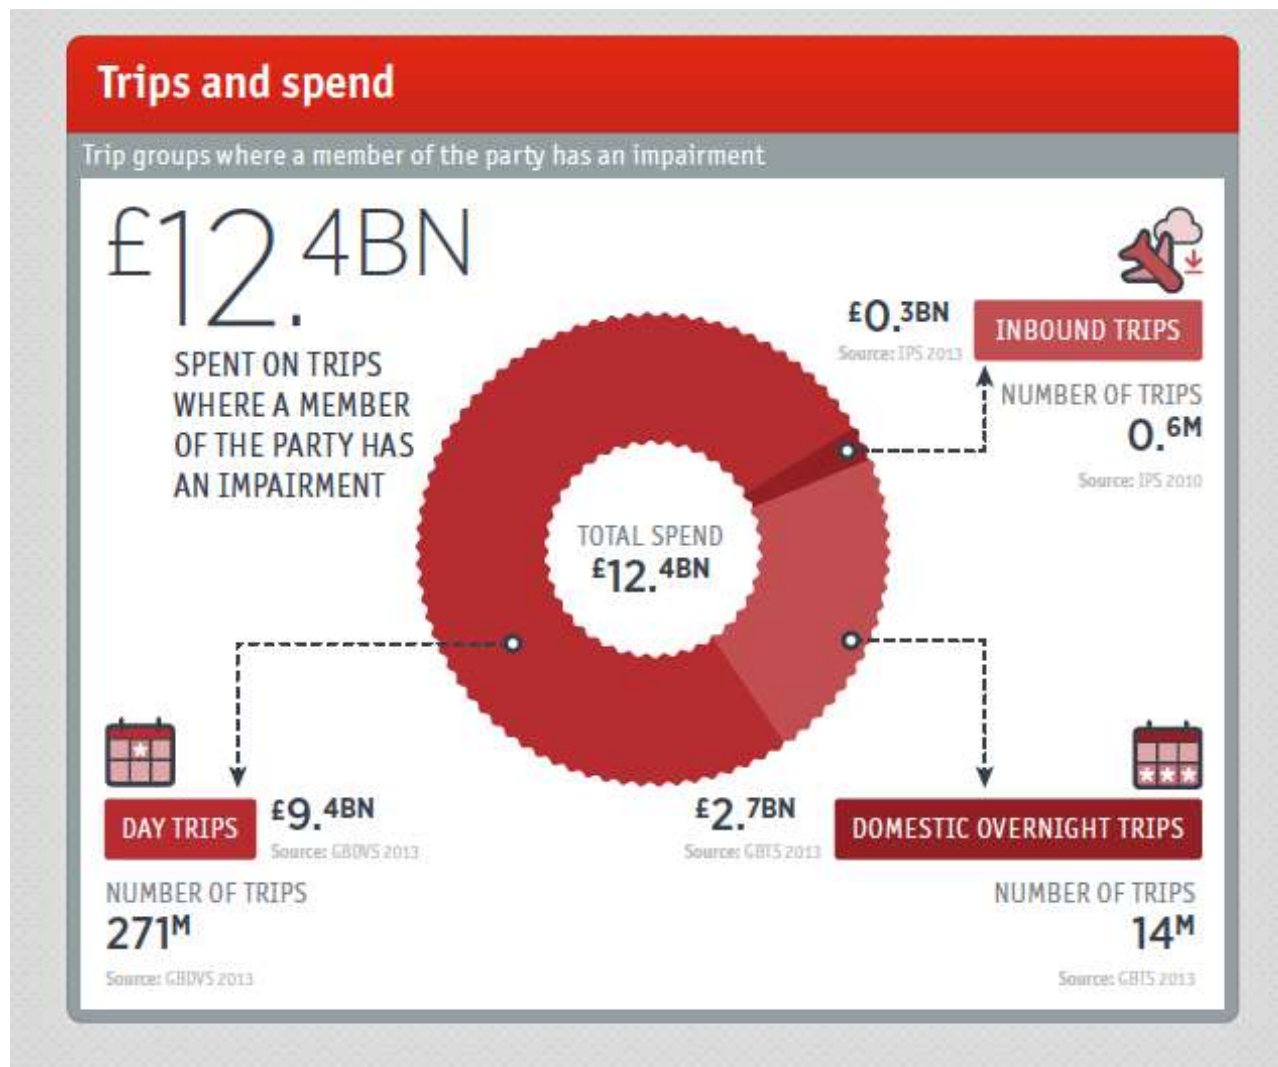 Trips and spend
Trip groups where a member of the party has an impairment
£12.4BN
SPENT ON TRIPS
WHERE A MEMBER
OF THE PARTY HAS
AN IMPAIRMENT
£0.3BN
Source: IPS 2013
INBOUND TRIPS
NUMBER OF TRIPS
0.6M
Source: IPS 2010
TOTAL SPEND
£12.4BN
DAY TRIPS
£9.4BN
Source: GBDVS 2013
NUMBER OF TRIPS
271M
Source: GBDVS 2013
£2.7BN
Source: GBTS 2013
DOMESTIC OVERNIGHT TRIPS
NUMBER OF TRIPS
14M
Source: GBTS 2013